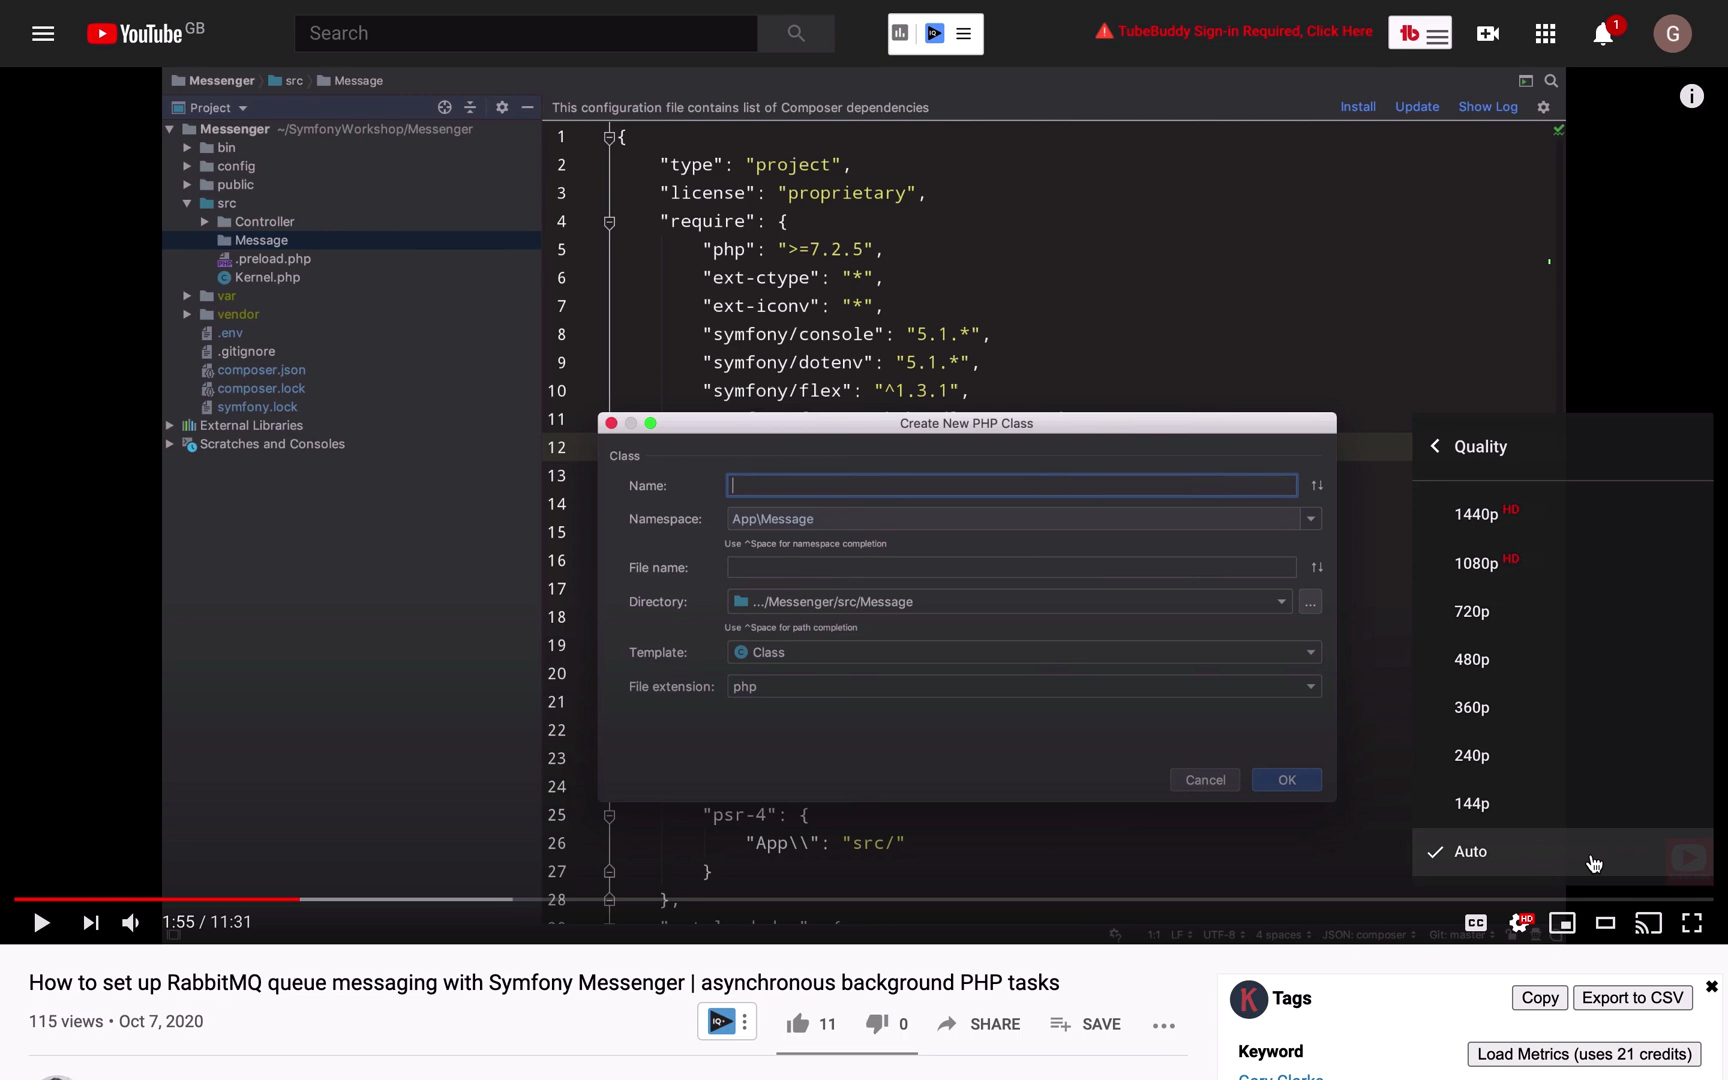 YouTube GB
Search
IQ
TubeBuddy Sign-in Required, Click Here
tb
1
G
Messenger src Message
Project
This configuration file contains list of Composer dependencies
Install Update Show Log
Messenger ~/SymfonyWorkshop/Messenger
bin
config
public
src
Controller
Message
.preload.php
Kernel.php
var
vendor
.env
.gitignore
composer.json
composer.lock
symfony.lock
External Libraries
Scratches and Consoles
1 {
2 "type": "project",
3 "license": "proprietary",
4 "require": {
5 "php": ">=7.2.5",
6 "ext-ctype": "*",
7 "ext-iconv": "*",
8 "symfony/console": "5.1.*",
9 "symfony/dotenv": "5.1.*",
10 "symfony/flex": "^1.3.1",
11
12
13
14
15
16
17
18
19
20
21
22
23
24
25 "psr-4": {
26 "App\\": "src/"
27 }
28 },
Create New PHP Class
Class
Name:
Namespace: App\Message
Use ^Space for namespace completion
File name:
Directory: .../Messenger/src/Message ...
Use ^Space for path completion
Template: Class
File extension: php
Cancel OK
Quality
1440p HD
1080p HD
720p
480p
360p
240p
144p
Auto
1:55 / 11:31
CC HD
1:1 LF UTF-8 4 spaces JSON: composer Git: master
How to set up RabbitMQ queue messaging with Symfony Messenger | asynchronous background PHP tasks
115 views • Oct 7, 2020
IQ+ 11 0 SHARE SAVE
K Tags
Copy Export to CSV
Keyword
Load Metrics (uses 21 credits)
Gary Clarke